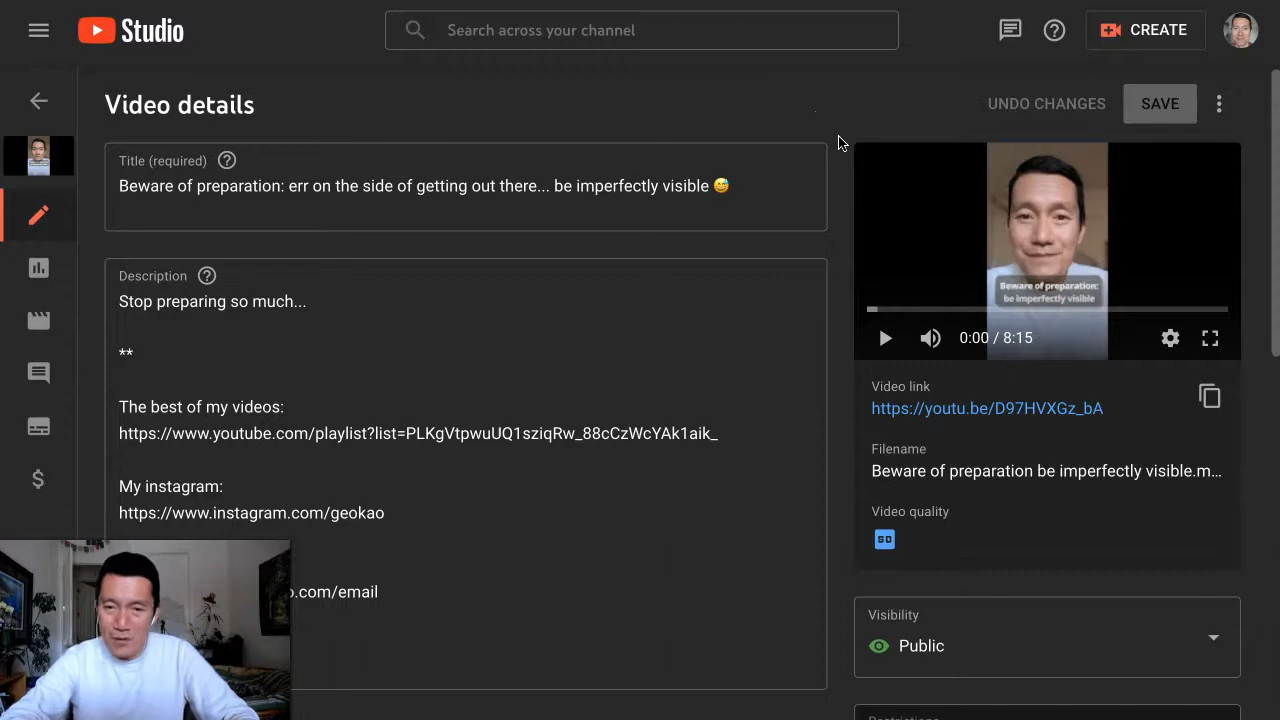 Studio
Search across your channel
CREATE
Video details
UNDO CHANGES
SAVE
Title (required)
Beware of preparation: err on the side of getting out there... be imperfectly visible 😅
Description
Stop preparing so much...
**
The best of my videos:
https://www.youtube.com/playlist?list=PLKgVtpwuUQ1sziqRw_88cCzWcYAk1aik_
My instagram:
https://www.instagram.com/geokao
o.com/email
Beware of preparation:
be imperfectly visible
0:00 / 8:15
Video link
https://youtu.be/D97HVXGz_bA
Filename
Beware of preparation be imperfectly visible.m...
Video quality
SD
Visibility
Public
Restrictions